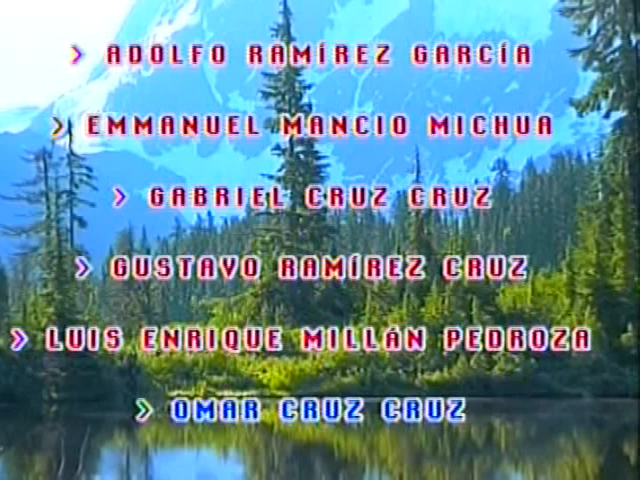 > ADOLFO RAMÍREZ GARCÍA
> EMMANUEL MANCIO MICHUA
> GABRIEL CRUZ CRUZ
> GUSTAVO RAMÍREZ CRUZ
> LUIS ENRIQUE MILLÁN PEDROZA
> OMAR CRUZ CRUZ